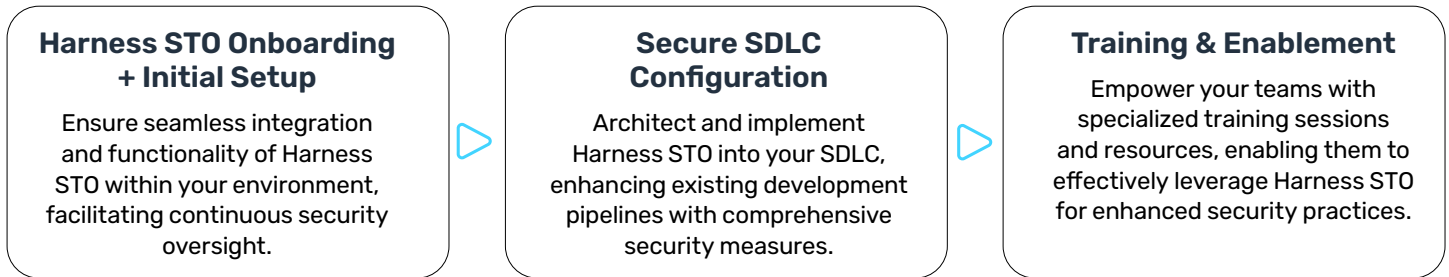 Harness STO Onboarding
+ Initial Setup
Ensure seamless integration
and functionality of Harness
STO within your environment,
facilitating continuous security
oversight.
Secure SDLC
Configuration
Architect and implement
Harness STO into your SDLC,
enhancing existing development
pipelines with comprehensive
security measures.
Training & Enablement
Empower your teams with
specialized training sessions
and resources, enabling them to
effectively leverage Harness STO
for enhanced security practices.